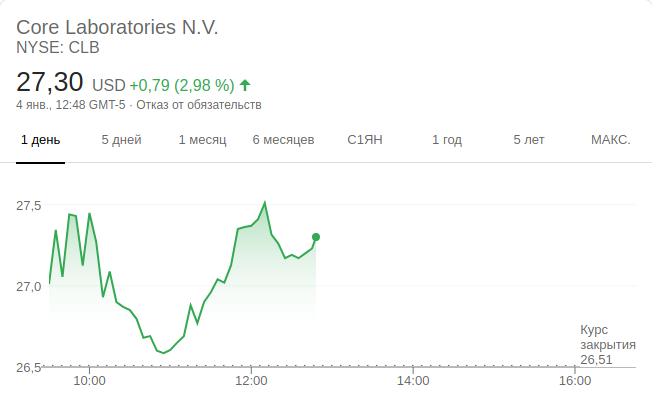 Core Laboratories N.V.
NYSE: CLB
27,30 USD +0,79 (2,98 %)
4 янв., 12:48 GMT-5 · Отказ от обязательств
1 день 5 дней 1 месяц 6 месяцев С1ЯН 1 год 5 лет МАКС.
27,5
27,0
26,5
Курс
закрытия
26,51
10:00 12:00 14:00 16:00